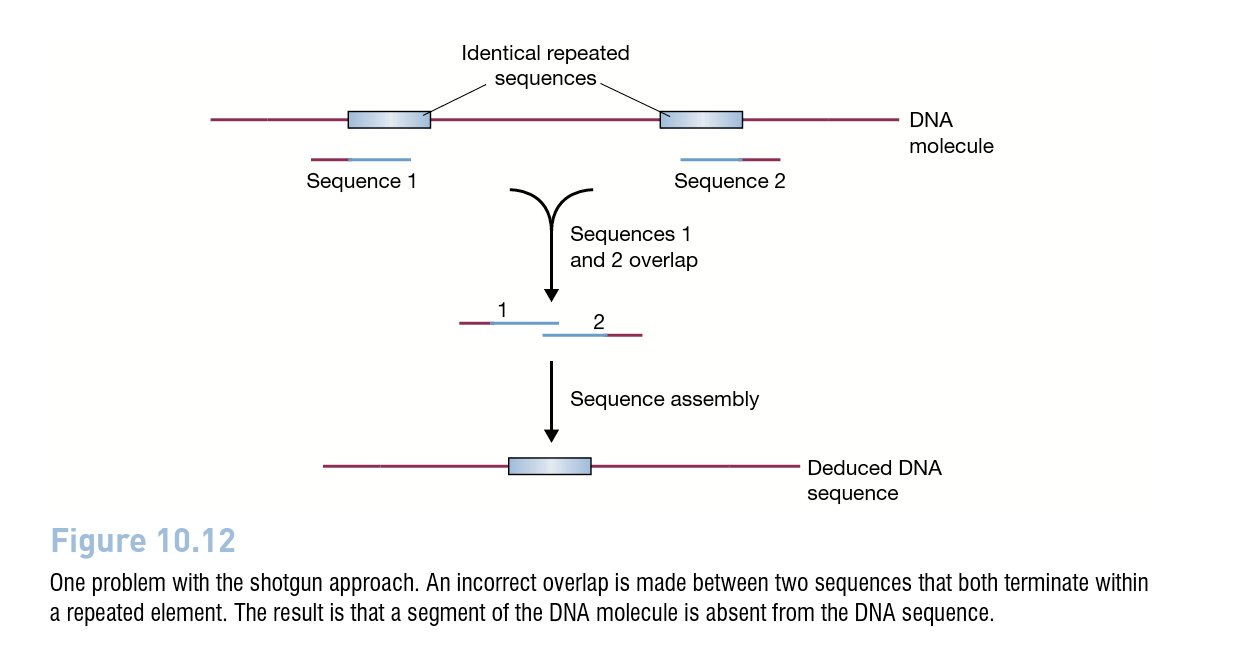 Identical repeated
sequences
DNA
molecule
Sequence 1
Sequence 2
Sequences 1
and 2 overlap
1
2
Sequence assembly
Deduced DNA
sequence
Figure 10.12
One problem with the shotgun approach. An incorrect overlap is made between two sequences that both terminate within
a repeated element. The result is that a segment of the DNA molecule is absent from the DNA sequence.